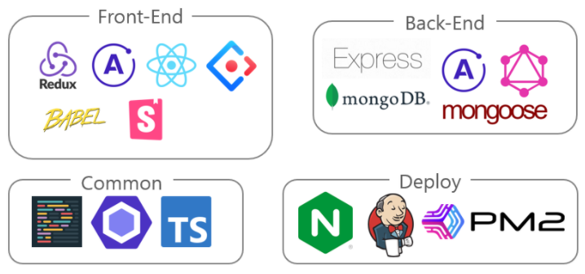 Front-End
Redux
A
BABEL
S
Back-End
Express
A
mongoDB®
mongoose
Common
TS
Deploy
N
PM2